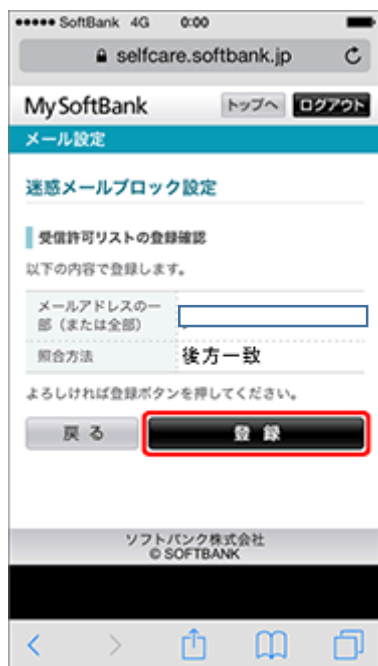 SoftBank 4G 0:00
selfcare.softbank.jp
My SoftBank トップへ ログアウト
メール設定
迷惑メールブロック設定
受信許可リストの登録確認
以下の内容で登録します。
メールアドレスの一
部（または全部）
照合方法 後方一致
よろしければ登録ボタンを押してください。
戻る 登録
ソフトバンク株式会社
© SOFTBANK